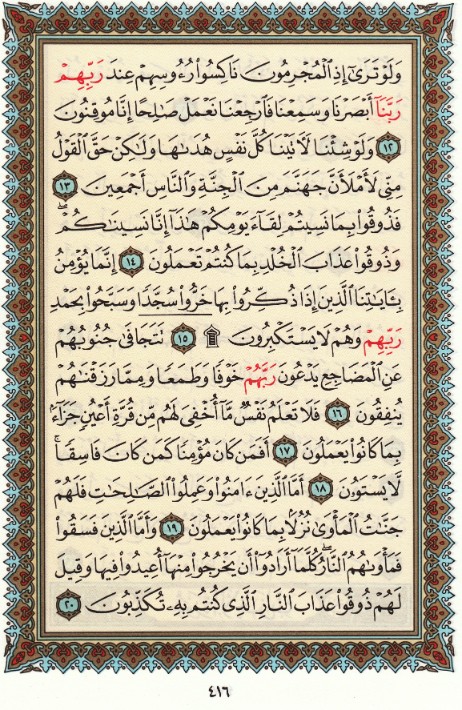 وَلَوْ تَرَىٰٓ إِذِ ٱلْمُجْرِمُونَ نَاكِسُوا۟ رُءُوسِهِمْ عِندَ رَبِّهِمْ
رَبَّنَآ أَبْصَرْنَا وَسَمِعْنَا فَٱرْجِعْنَا نَعْمَلْ صَٰلِحًا إِنَّا مُوقِنُونَ
١٢ وَلَوْ شِئْنَا لَءَاتَيْنَا كُلَّ نَفْسٍ هُدَىٰهَا وَلَٰكِنْ حَقَّ ٱلْقَوْلُ
مِنِّى لَأَمْلَأَنَّ جَهَنَّمَ مِنَ ٱلْجِنَّةِ وَٱلنَّاسِ أَجْمَعِينَ ١٣
فَذُوقُوا۟ بِمَا نَسِيتُمْ لِقَآءَ يَوْمِكُمْ هَٰذَآ إِنَّا نَسِينَٰكُمْ ۖ
وَذُوقُوا۟ عَذَابَ ٱلْخُلْدِ بِمَا كُنتُمْ تَعْمَلُونَ ١٤ إِنَّمَا يُؤْمِنُ
بِـَٔايَٰتِنَا ٱلَّذِينَ إِذَا ذُكِّرُوا۟ بِهَا خَرُّوا۟ سُجَّدًا وَسَبَّحُوا۟ بِحَمْدِ
رَبِّهِمْ وَهُمْ لَا يَسْتَكْبِرُونَ ۩ ١٥ تَتَجَافَىٰ جُنُوبُهُمْ
عَنِ ٱلْمَضَاجِعِ يَدْعُونَ رَبَّهُمْ خَوْفًا وَطَمَعًا وَمِمَّا رَزَقْنَٰهُمْ
يُنفِقُونَ ١٦ فَلَا تَعْلَمُ نَفْسٌ مَّآ أُخْفِىَ لَهُم مِّن قُرَّةِ أَعْيُنٍ جَزَآءًۢ
بِمَا كَانُوا۟ يَعْمَلُونَ ١٧ أَفَمَن كَانَ مُؤْمِنًا كَمَن كَانَ فَاسِقًا ۚ
لَّا يَسْتَوُۥنَ ١٨ أَمَّا ٱلَّذِينَ ءَامَنُوا۟ وَعَمِلُوا۟ ٱلصَّٰلِحَٰتِ فَلَهُمْ
جَنَّٰتُ ٱلْمَأْوَىٰ نُزُلًۢا بِمَا كَانُوا۟ يَعْمَلُونَ ١٩ وَأَمَّا ٱلَّذِينَ فَسَقُوا۟
فَمَأْوَىٰهُمُ ٱلنَّارُ ۖ كُلَّمَآ أَرَادُوٓا۟ أَن يَخْرُجُوا۟ مِنْهَآ أُعِيدُوا۟ فِيهَا وَقِيلَ
لَهُمْ ذُوقُوا۟ عَذَابَ ٱلنَّارِ ٱلَّذِى كُنتُم بِهِۦ تُكَذِّبُونَ ٢٠
٤١٦